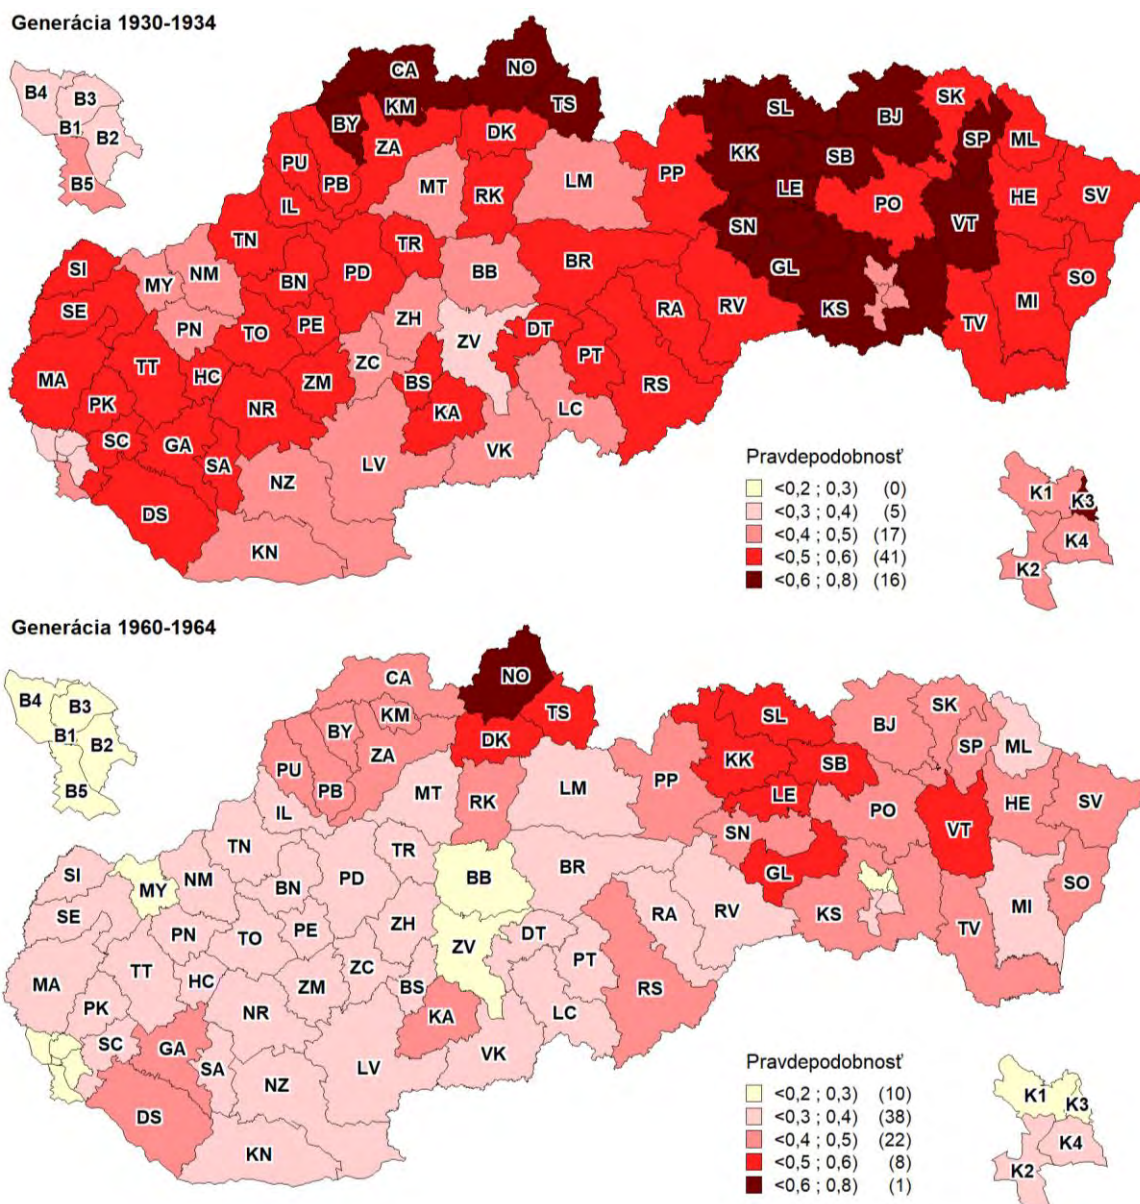 Generácia 1930-1934
B4
B3
B1
B2
B5
CA
NO
KM
TS
BY
DK
ZA
PU
PB
MT
RK
LM
IL
TN
TR
BB
BR
SI
MY
NM
BN
PD
SE
PN
TO
PE
ZH
ZV
DT
RA
RV
MA
TT
HC
ZM
ZC
BS
PT
PK
NR
KA
RS
SC
GA
SA
LC
VK
DS
NZ
LV
KN
PP
SL
BJ
SK
SP
ML
KK
SB
LE
PO
HE
SV
SN
VT
GL
KS
TV
MI
SO
Pravdepodobnosť
<0,2 ; 0,3) (0)
<0,3 ; 0,4) (5)
<0,4 ; 0,5) (17)
<0,5 ; 0,6) (41)
<0,6 ; 0,8) (16)
K1
K3
K4
K2
Generácia 1960-1964
B4
B3
B1
B2
B5
CA
NO
KM
TS
BY
DK
ZA
PU
PB
MT
RK
LM
IL
TN
TR
BB
BR
SI
MY
NM
BN
PD
SE
PN
TO
PE
ZH
ZV
DT
RA
RV
MA
TT
HC
ZM
ZC
BS
PT
PK
NR
KA
RS
SC
GA
SA
LC
VK
DS
NZ
LV
KN
PP
SL
BJ
SK
SP
ML
KK
SB
LE
PO
HE
SV
SN
VT
GL
KS
TV
MI
SO
Pravdepodobnosť
<0,2 ; 0,3) (10)
<0,3 ; 0,4) (38)
<0,4 ; 0,5) (22)
<0,5 ; 0,6) (8)
<0,6 ; 0,8) (1)
K1
K3
K4
K2